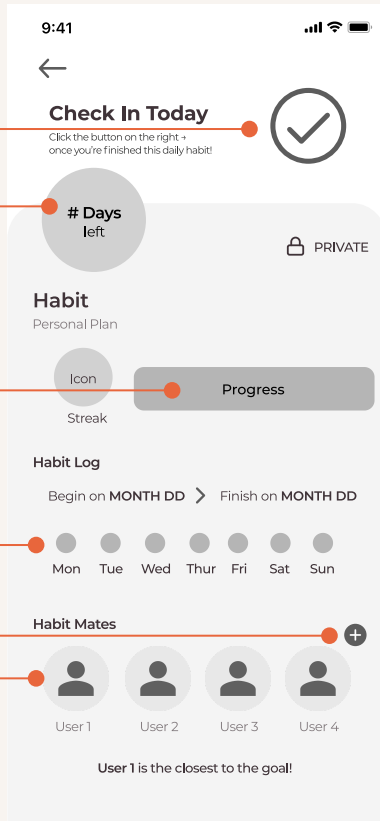 9:41
Check In Today
Click the button on the right →
once you're finished this daily habit!
# Days
left
PRIVATE
Habit
Personal Plan
Icon
Progress
Streak
Habit Log
Begin on MONTH DD > Finish on MONTH DD
Mon Tue Wed Thur Fri Sat Sun
Habit Mates
User 1 User 2 User 3 User 4
User 1 is the closest to the goal!